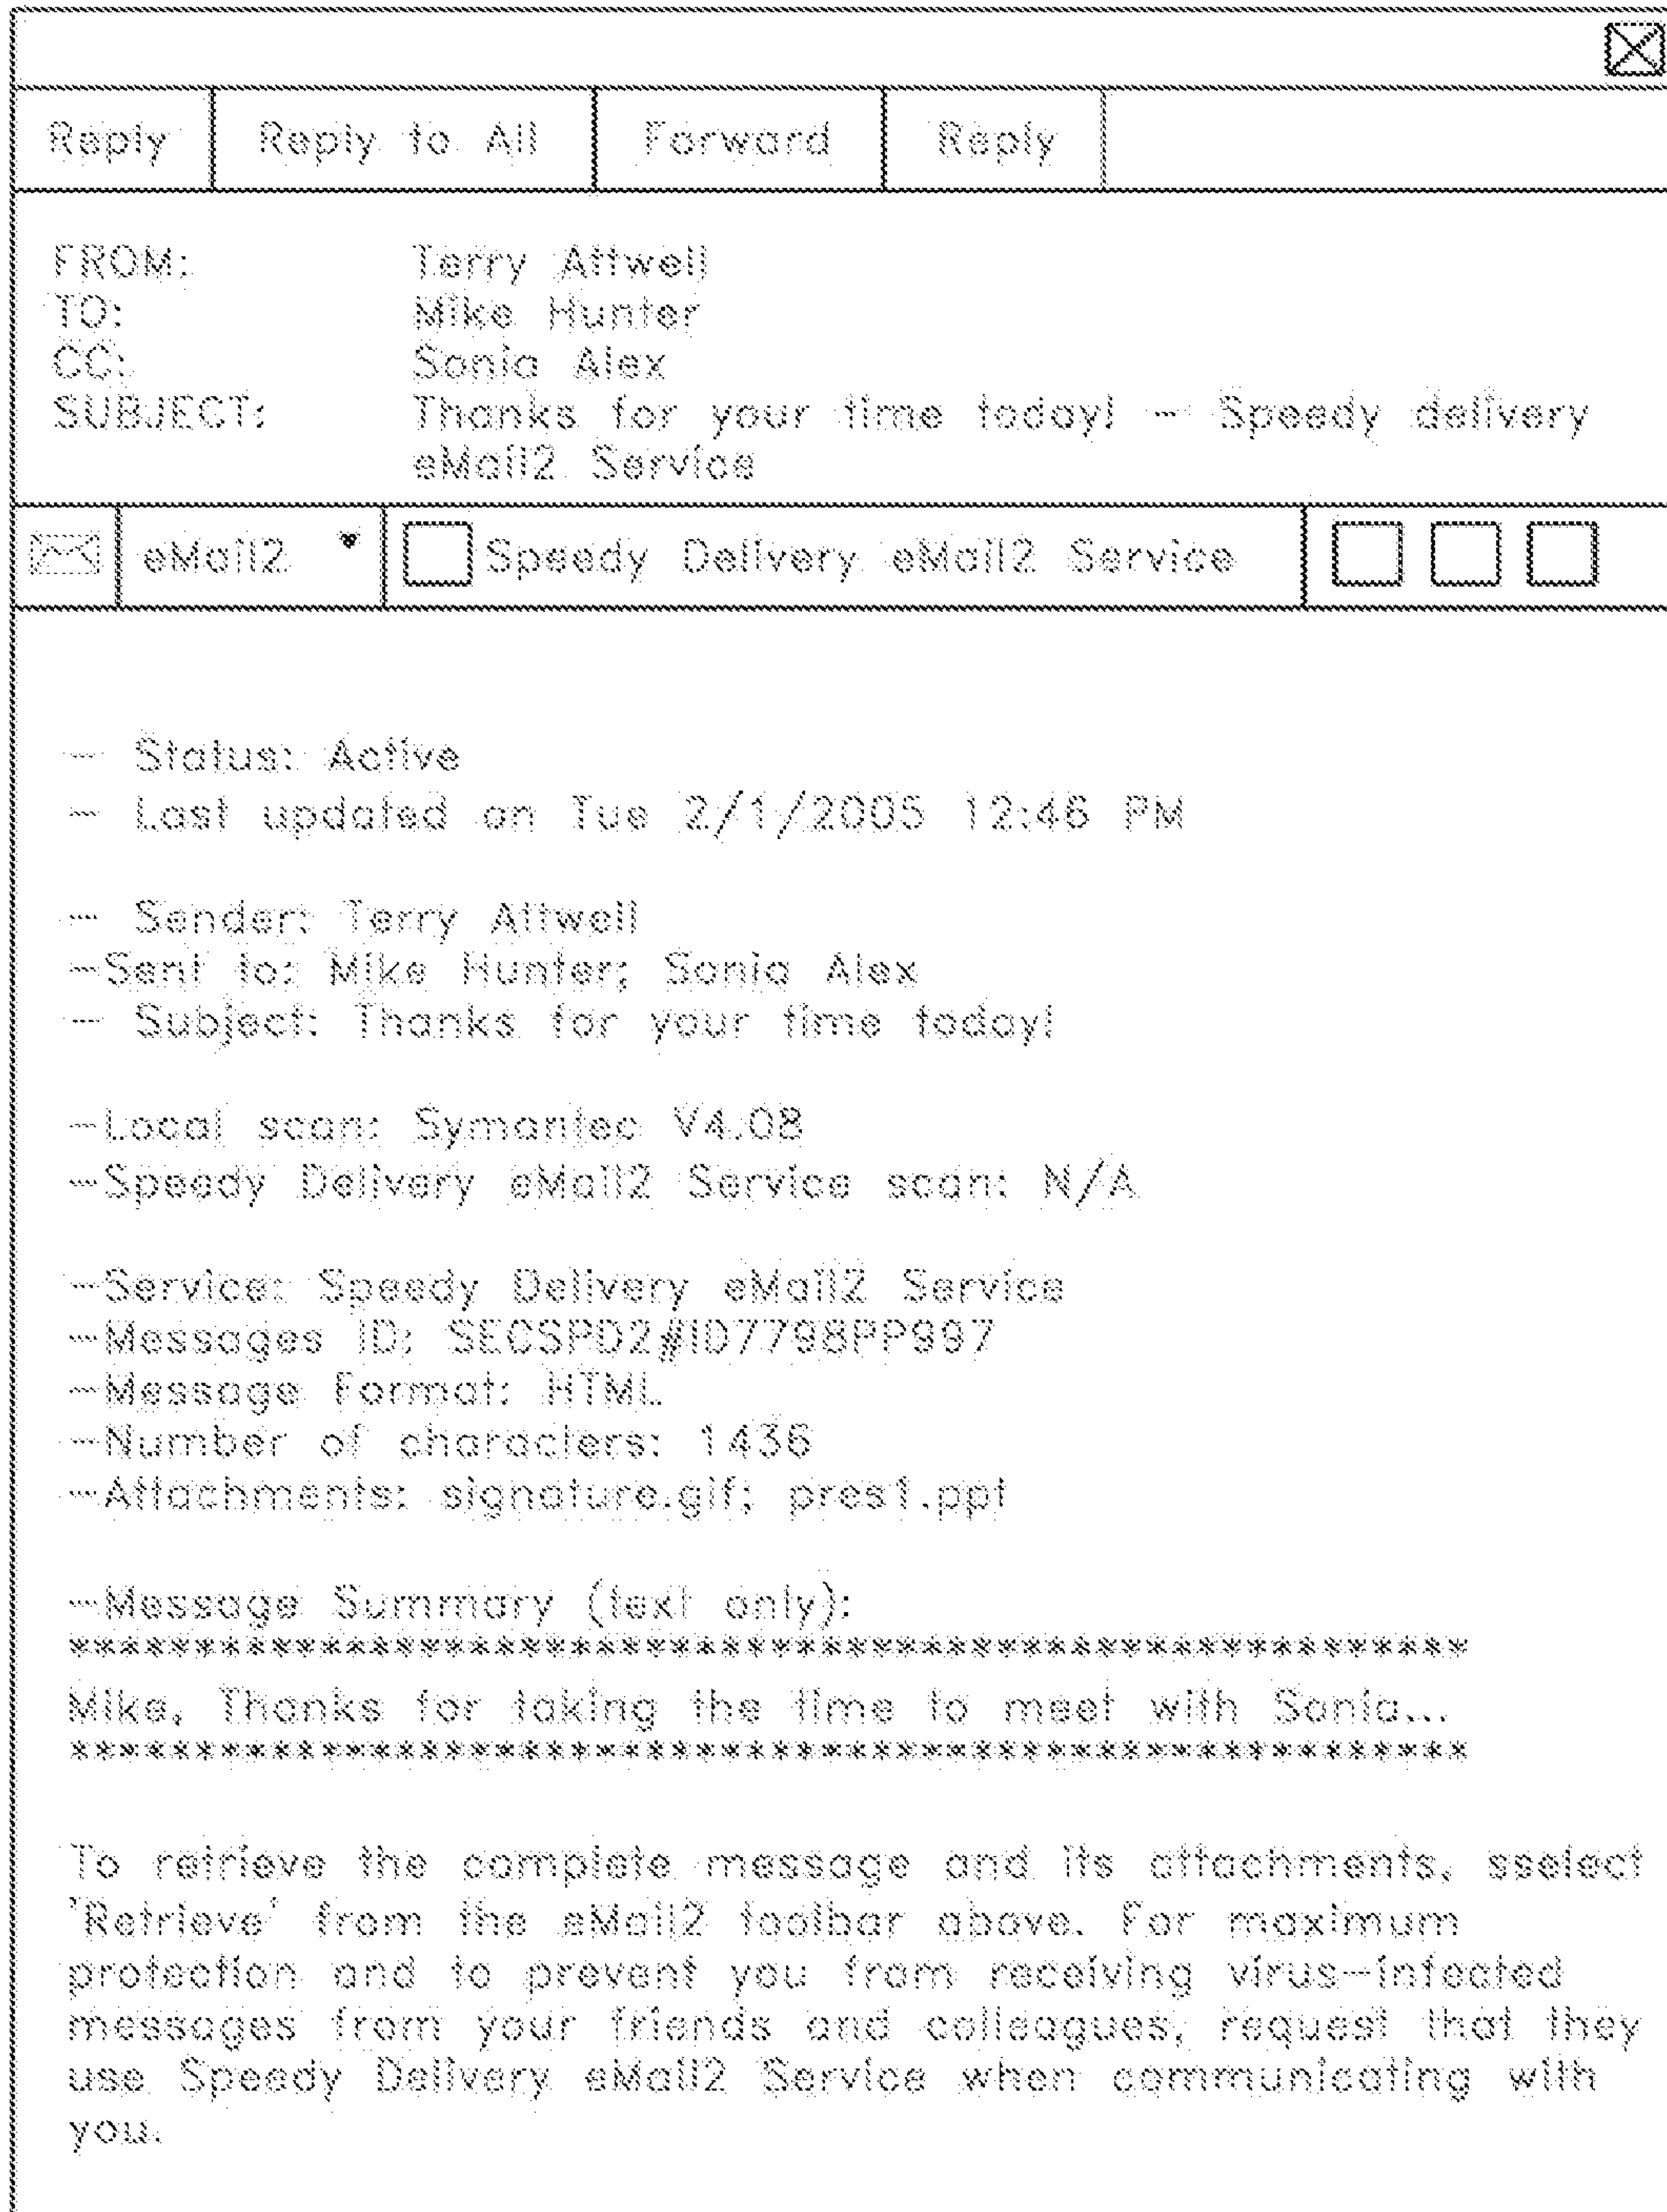 Reply Reply to All Forward Reply
FROM: Terry Attwell
TO: Mike Hunter
CC: Sonia Alex
SUBJECT: Thanks for your time today! - Speedy delivery
eMail2 Service
eMail2 Speedy Delivery eMail2 Service
- Status: Active
- Last updated on Tue 2/1/2005 12:46 PM
- Sender: Terry Attwell
-Sent to: Mike Hunter; Sonia Alex
- Subject: Thanks for your time today!
-Local scan: Symantec V4.08
-Speedy Delivery eMail2 Service scan: N/A
-Service: Speedy Delivery eMail2 Service
-Messages ID: SECSPD2#ID7798PP997
-Message Format: HTML
-Number of characters: 1436
-Attachments: signature.gif; pres1.ppt
-Message Summary (text only):
********************************************************
Mike, Thanks for taking the time to meet with Sonia...
********************************************************
To retrieve the complete message and its attachments, sselect
'Retrieve' from the eMail2 toolbar above. For maximum
protection and to prevent you from receiving virus-infected
messages from your friends and colleagues, request that they
use Speedy Delivery eMail2 Service when communicating with
you.